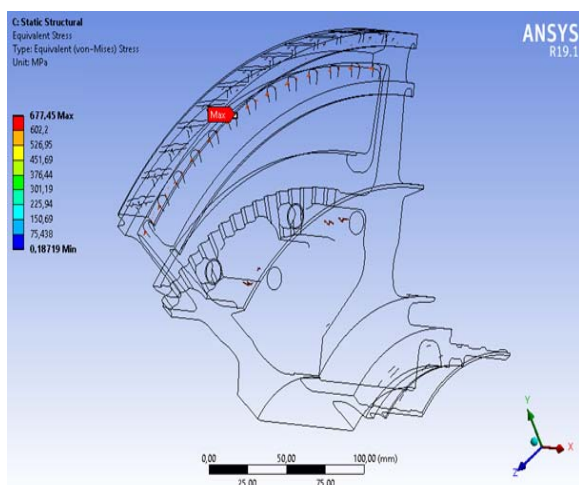 C: Static Structural
Equivalent Stress
Type: Equivalent (von-Mises) Stress
Unit: MPa
ANSYS
R19.1
677,45 Max
602,2
526,95
451,69
376,44
301,19
225,94
150,69
75,438
0,18719 Min
Max
Y
X
Z
0,00 50,00 100,00 (mm)
25,00 75,00